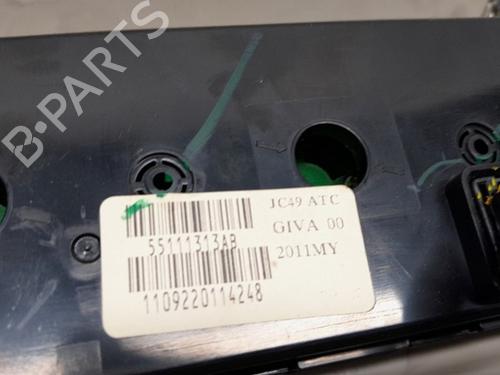 B-PARTS
JC49 ATC
GIVA 00
2011MY
55111313AB
1109220114248